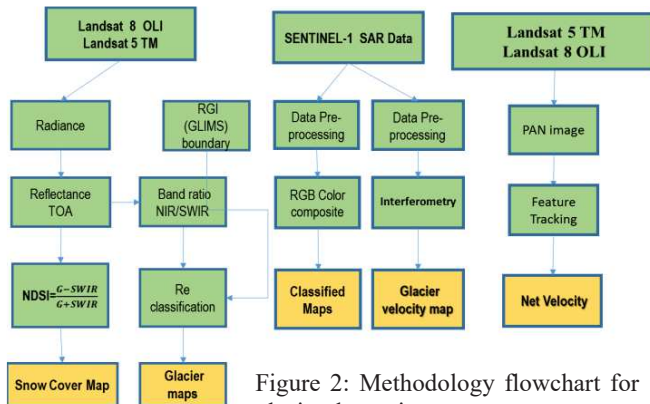 Landsat 8 OLI
Landsat 5 TM
SENTINEL-1 SAR Data
Landsat 5 TM
Landsat 8 OLI
Radiance
RGI
(GLIMS)
boundary
Data Pre-
processing
Data Pre-
processing
PAN image
Reflectance
TOA
Band ratio
NIR/SWIR
RGB Color
composite
Interferometry
Feature
Tracking
NDSI=G−SWIR/G+SWIR
Re
classification
Classified
Maps
Glacier
velocity map
Net Velocity
Snow Cover Map
Glacier
maps
Figure 2: Methodology flowchart for